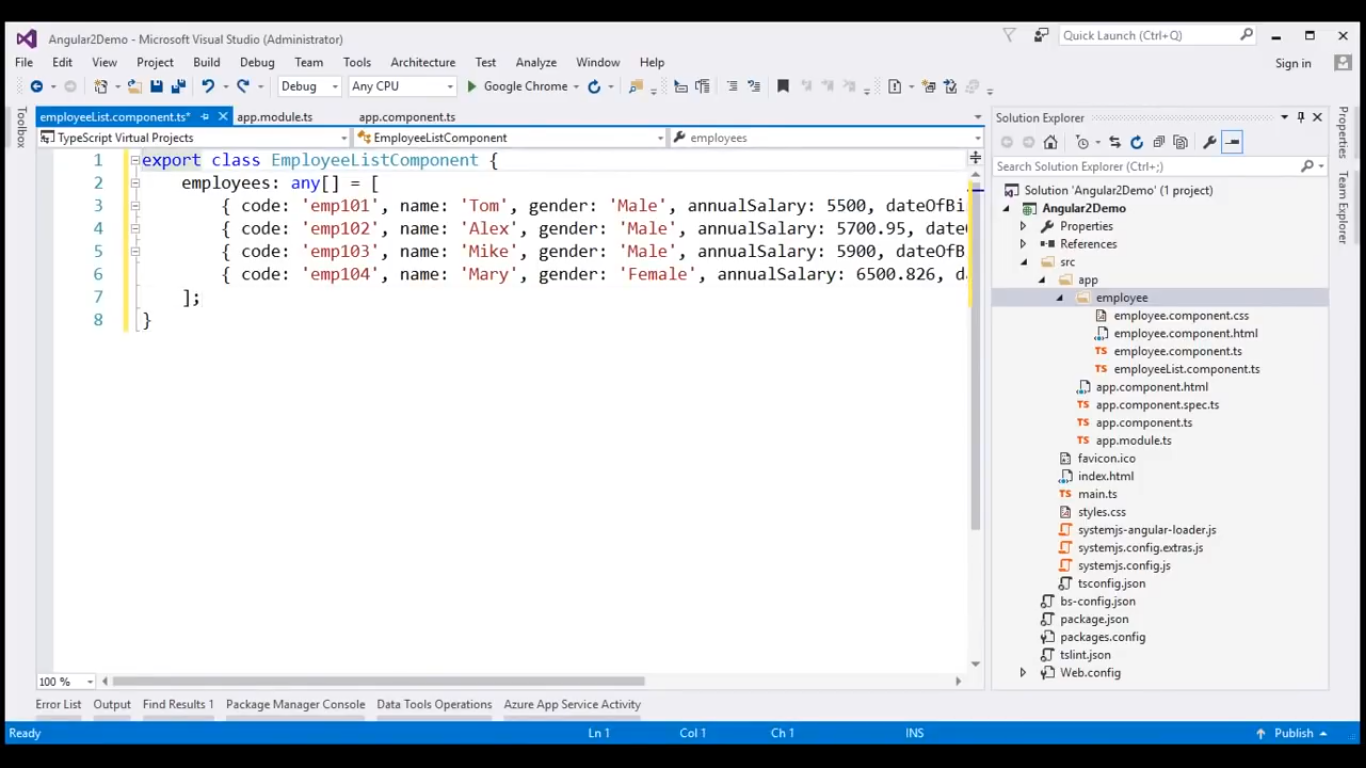 Angular2Demo - Microsoft Visual Studio (Administrator)
Quick Launch (Ctrl+Q)
File Edit View Project Build Debug Team Tools Architecture Test Analyze Window Help
Sign in
Debug Any CPU Google Chrome
Toolbox
employeeList.component.ts* app.module.ts app.component.ts
TypeScript Virtual Projects EmployeeListComponent employees
1 export class EmployeeListComponent {
2 employees: any[] = [
3 { code: 'emp101', name: 'Tom', gender: 'Male', annualSalary: 5500, dateOfBi
4 { code: 'emp102', name: 'Alex', gender: 'Male', annualSalary: 5700.95, date
5 { code: 'emp103', name: 'Mike', gender: 'Male', annualSalary: 5900, dateOfB
6 { code: 'emp104', name: 'Mary', gender: 'Female', annualSalary: 6500.826, d
7 ];
8 }
100 %
Solution Explorer
Search Solution Explorer (Ctrl+;)
Solution 'Angular2Demo' (1 project)
Angular2Demo
Properties
References
src
app
employee
employee.component.css
employee.component.html
employee.component.ts
employeeList.component.ts
app.component.html
app.component.spec.ts
app.component.ts
app.module.ts
favicon.ico
index.html
main.ts
styles.css
systemjs-angular-loader.js
systemjs.config.extras.js
systemjs.config.js
tsconfig.json
bs-config.json
package.json
packages.config
tslint.json
Web.config
Properties
Team Explorer
Error List Output Find Results 1 Package Manager Console Data Tools Operations Azure App Service Activity
Ready Ln 1 Col 1 Ch 1 INS Publish